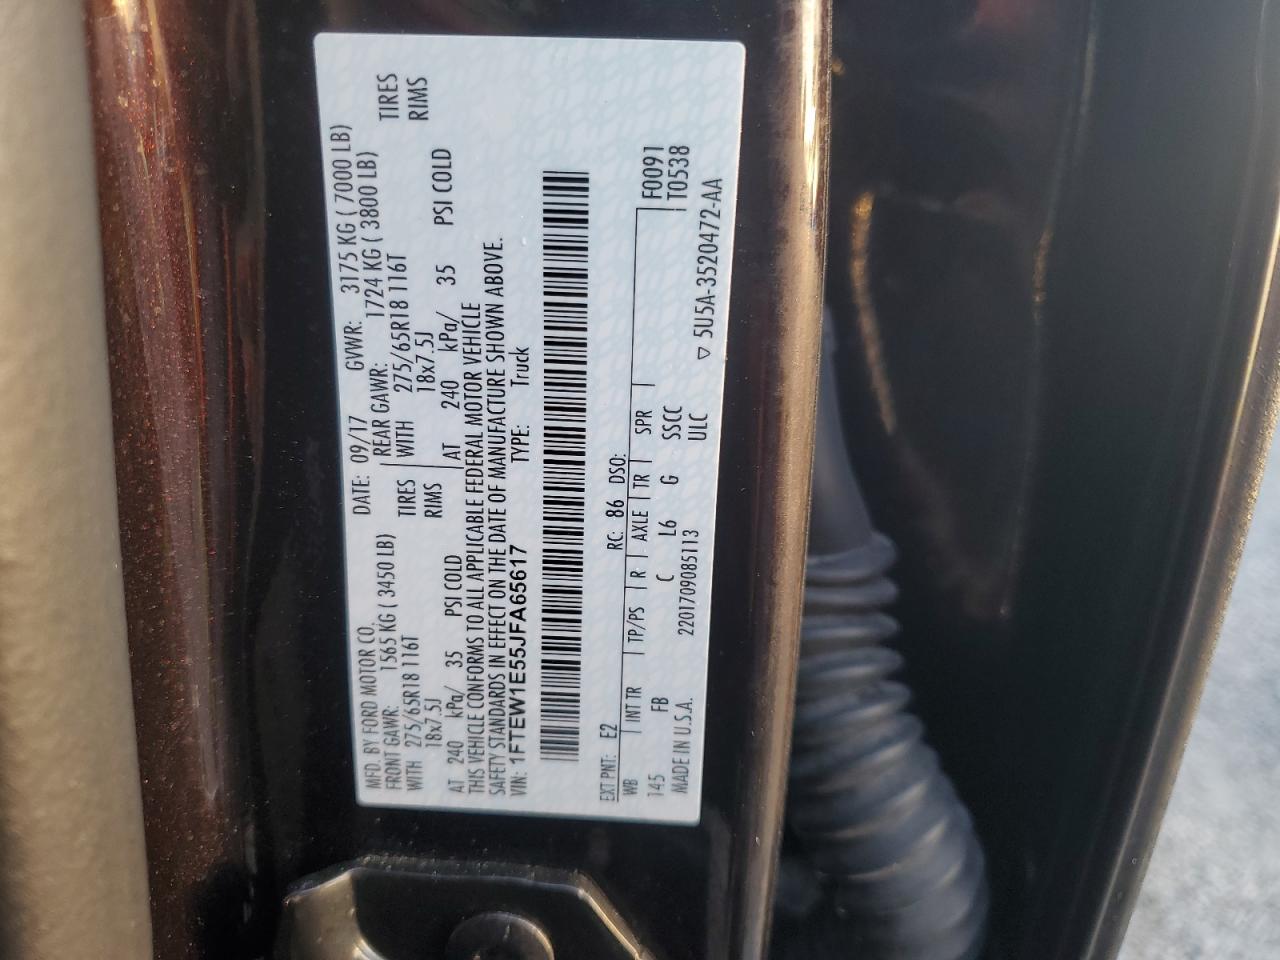 MFD. BY FORD MOTOR CO.
DATE: 09/17 GVWR: 3175 KG ( 7000 LB)
FRONT GAWR: 1565 KG ( 3450 LB) REAR GAWR: 1724 KG ( 3800 LB)
WITH 275/65R18 116T TIRES WITH 275/65R18 116T TIRES
18x7.5J RIMS 18x7.5J RIMS
AT 240 kPa/ 35 PSI COLD AT 240 kPa/ 35 PSI COLD
THIS VEHICLE CONFORMS TO ALL APPLICABLE FEDERAL MOTOR VEHICLE
SAFETY STANDARDS IN EFFECT ON THE DATE OF MANUFACTURE SHOWN ABOVE.
VIN: 1FTEW1E55JFA65617 TYPE: Truck
EXT PNT: E2 RC: 86 DSO:
WB INT TR TP/PS R AXLE TR SPR F0091
145 FB C L6 G SSCC T0538
MADE IN U.S.A. 2201709085113 ULC
▽ 5U5A-3520472-AA